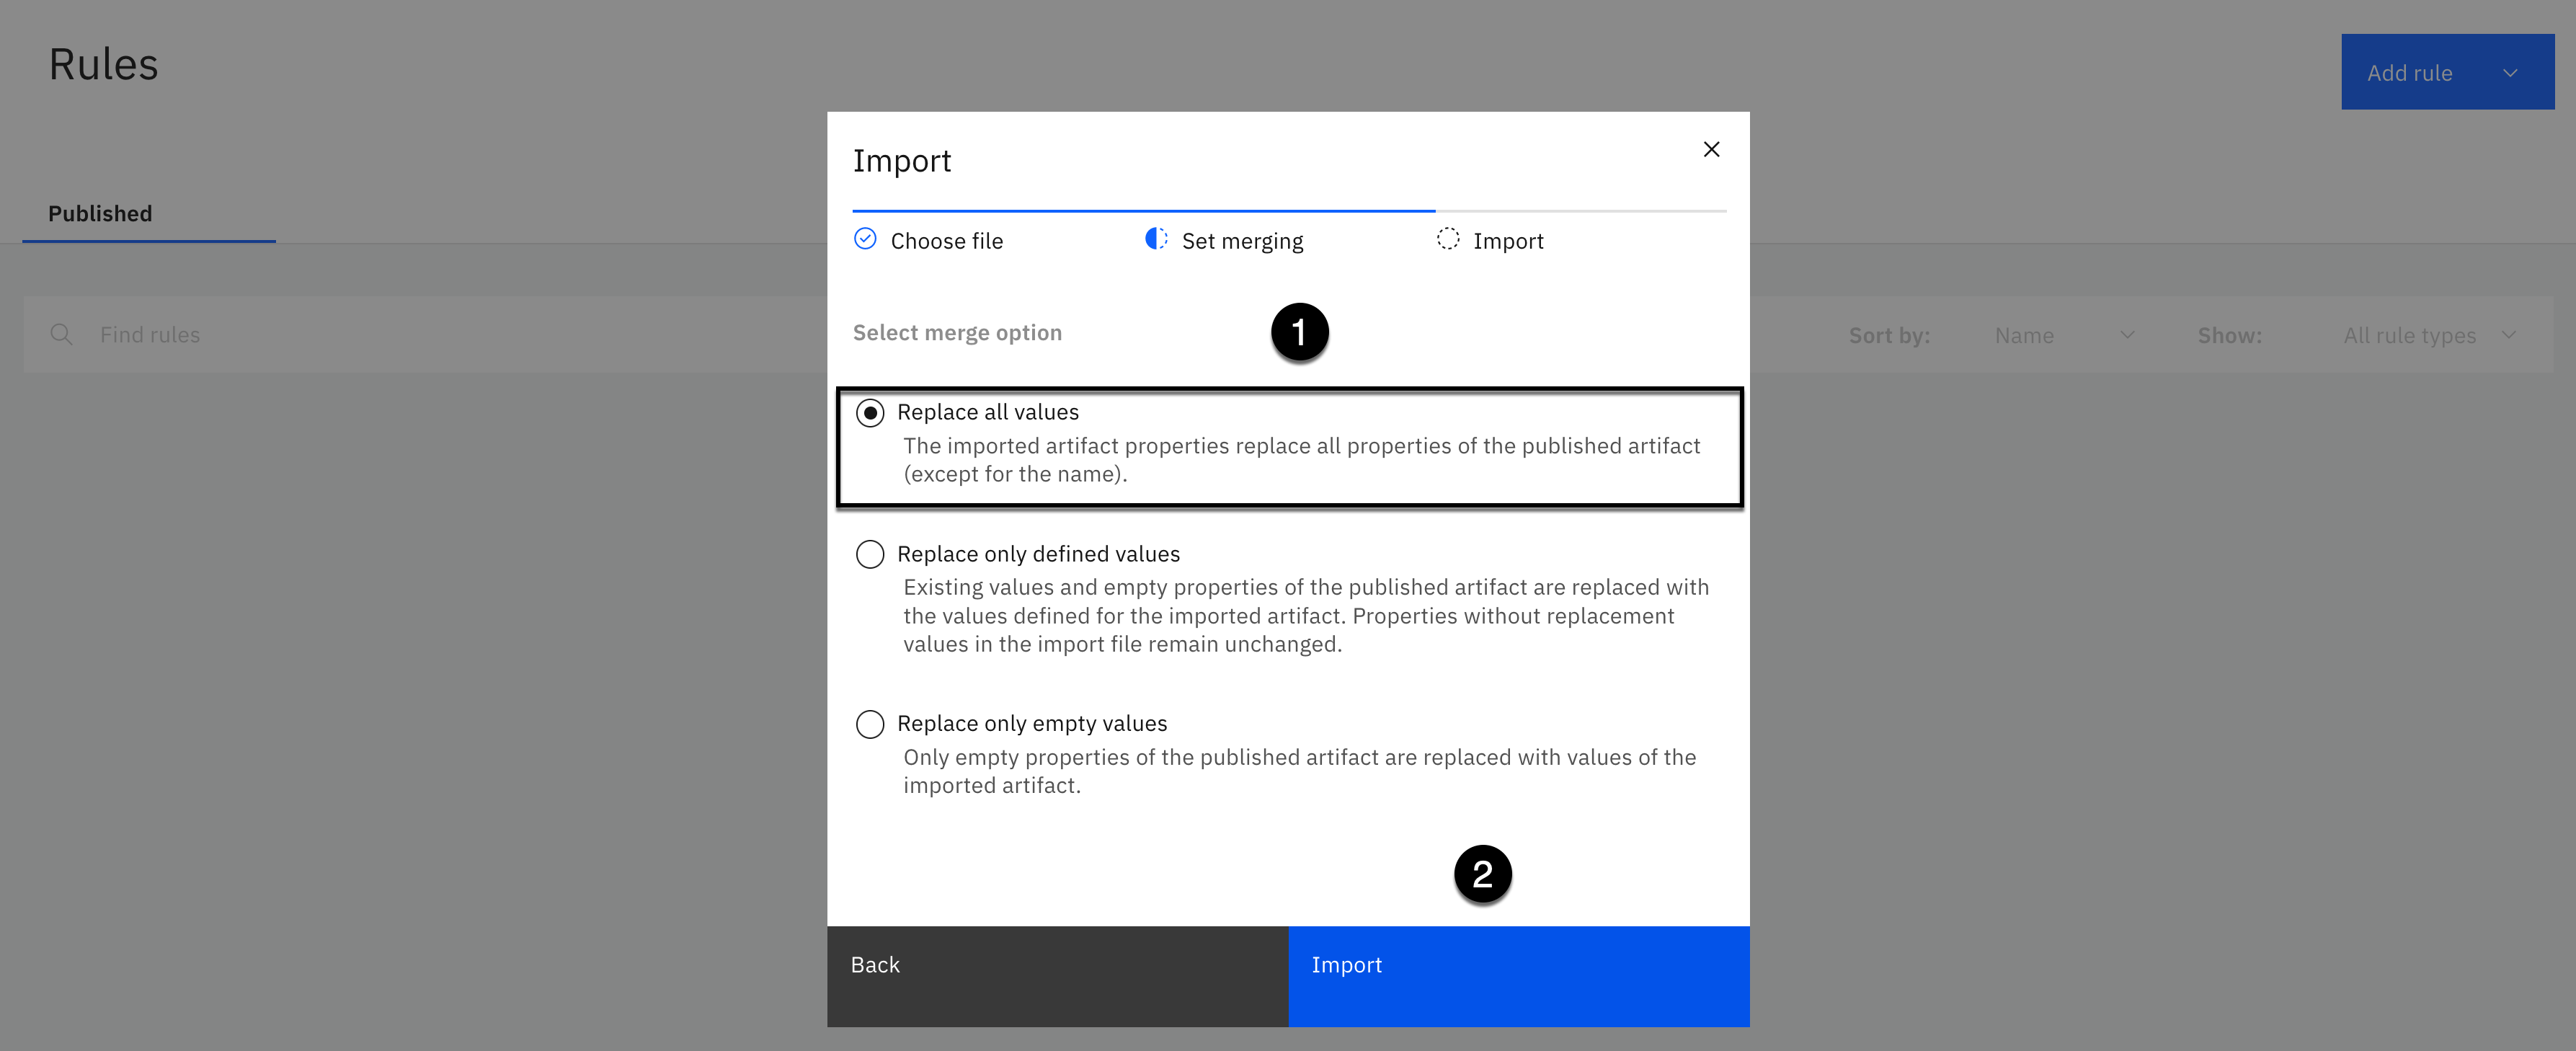 Rules
Add rule
Published
Find rules
Sort by:
Name
Show:
All rule types
Import
Choose file
Set merging
Import
Select merge option
1
Replace all values
The imported artifact properties replace all properties of the published artifact
(except for the name).
Replace only defined values
Existing values and empty properties of the published artifact are replaced with
the values defined for the imported artifact. Properties without replacement
values in the import file remain unchanged.
Replace only empty values
Only empty properties of the published artifact are replaced with values of the
imported artifact.
2
Back
Import